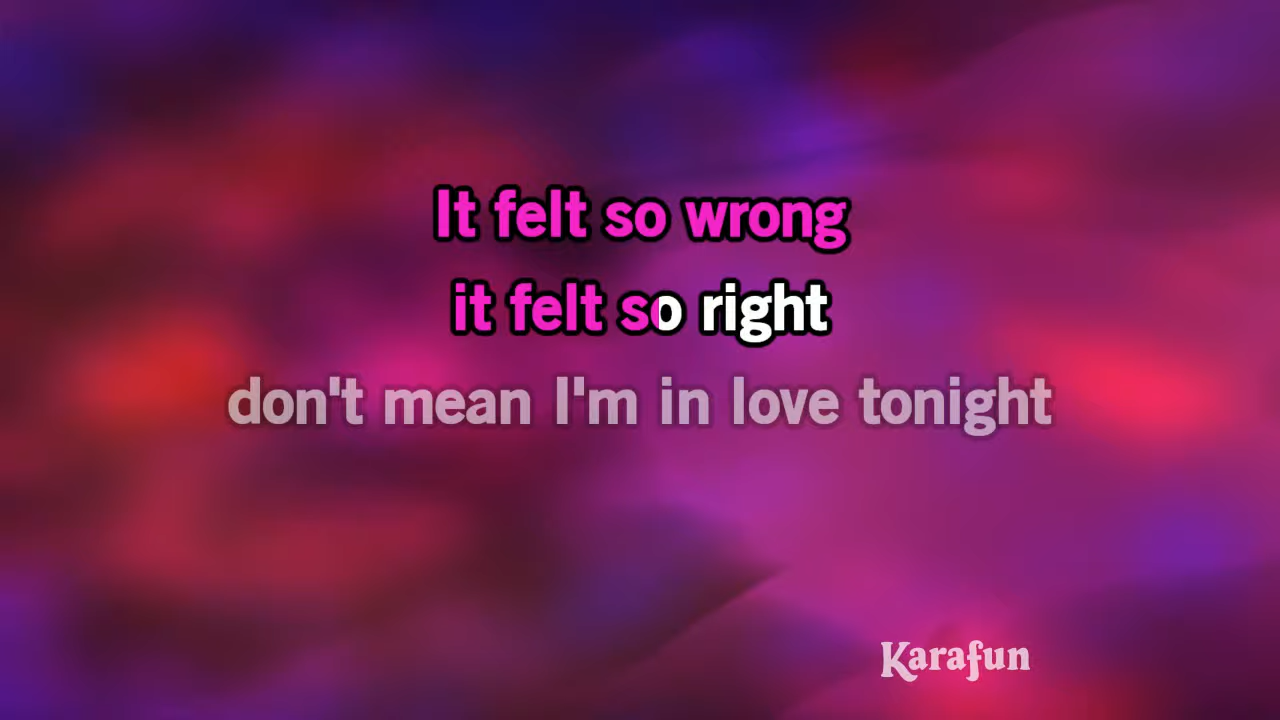 It felt so wrong
it felt so right
don't mean I'm in love tonight
Karafun